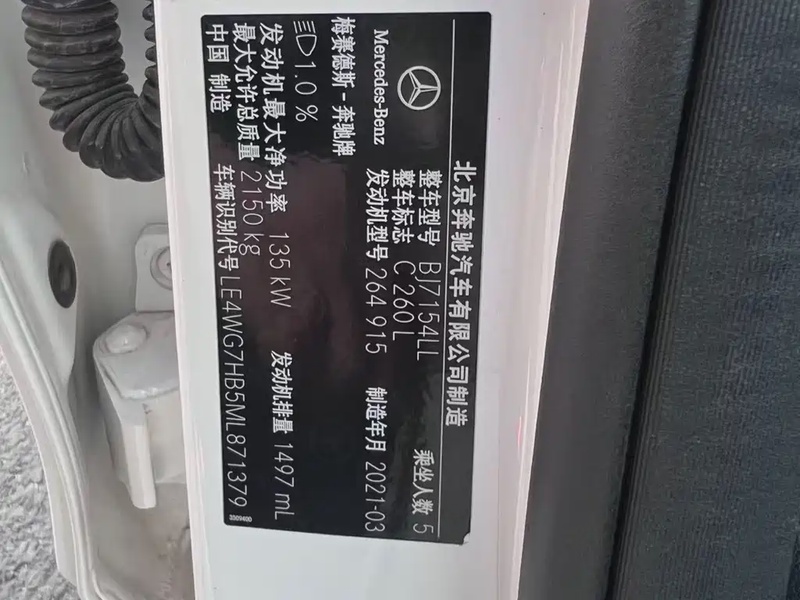 北京奔驰汽车有限公司制造
Mercedes-Benz
整车型号 BJ7154LL 乘坐人数 5
整车标志 C 260 L
梅赛德斯-奔驰牌 发动机型号 264 915 制造年月 2021-03
1.0 %
发动机最大净功率 135 kW 发动机排量 1497 mL
最大允许总质量 2150 kg
中国 制造 车辆识别代号 LE4WG7HB5ML871379